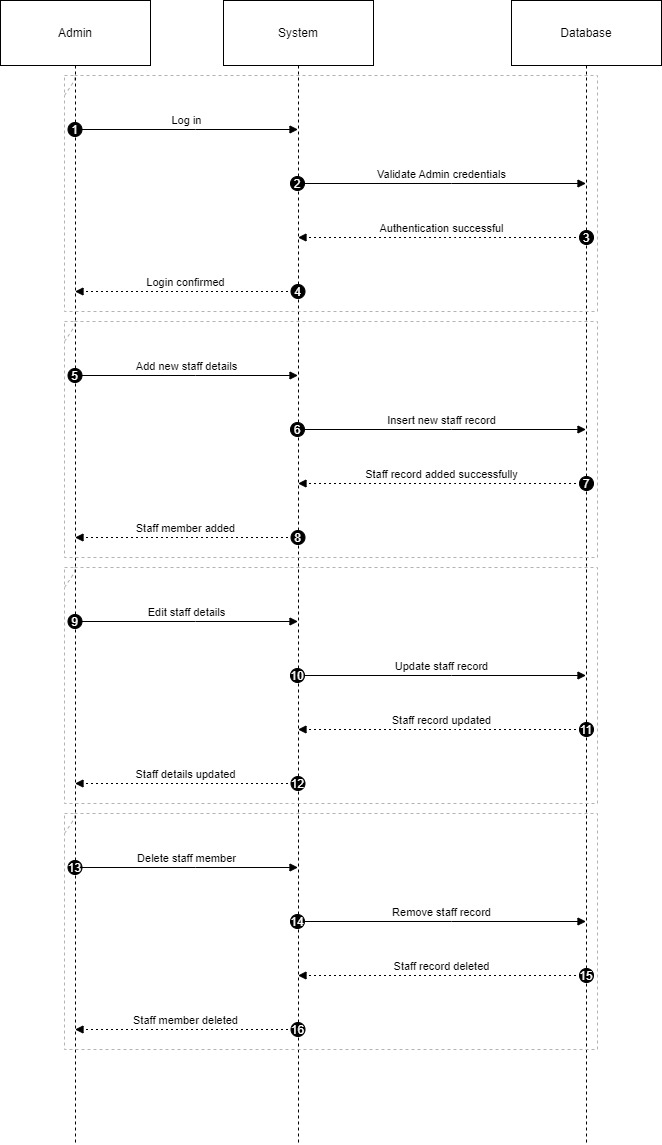 Admin
System
Database
Log in
1
Validate Admin credentials
2
Authentication successful
3
Login confirmed
4
Add new staff details
5
Insert new staff record
6
Staff record added successfully
7
Staff member added
8
Edit staff details
9
Update staff record
10
Staff record updated
11
Staff details updated
12
Delete staff member
13
Remove staff record
14
Staff record deleted
15
Staff member deleted
16